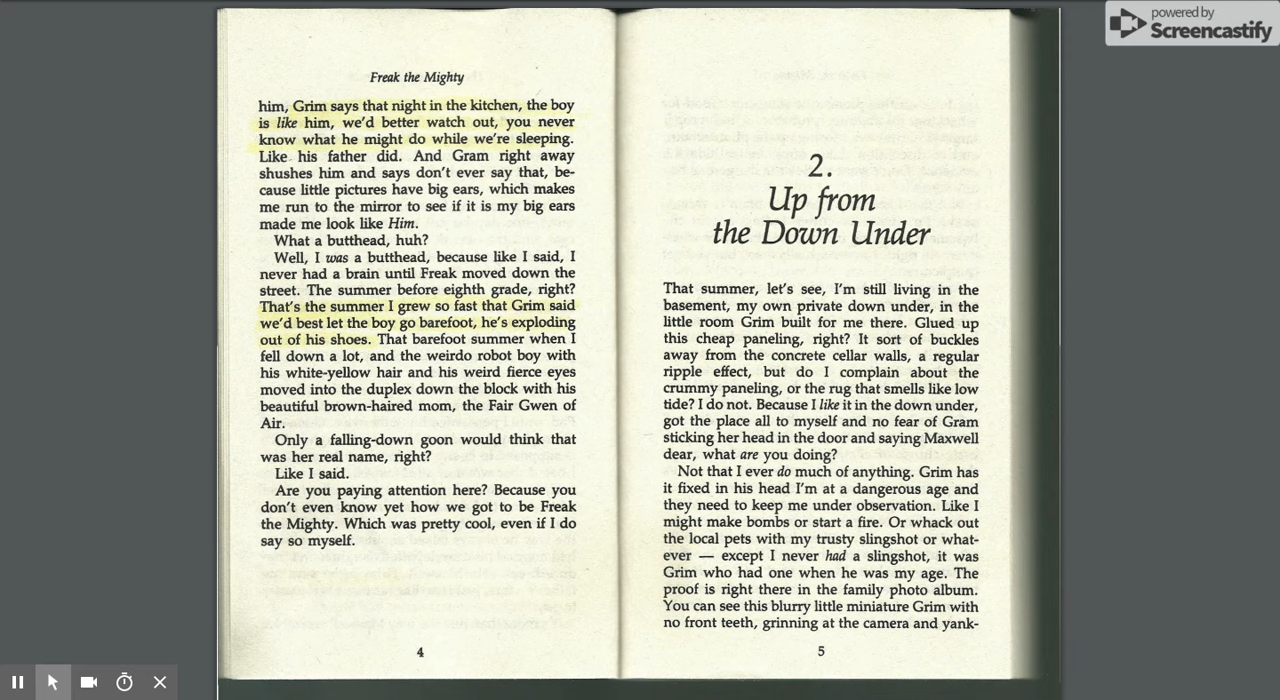 powered by
Screencastify
Freak the Mighty
him, Grim says that night in the kitchen, the boy
is like him, we'd better watch out, you never
know what he might do while we're sleeping.
Like his father did. And Gram right away
shushes him and says don't ever say that, be-
cause little pictures have big ears, which makes
me run to the mirror to see if it is my big ears
made me look like Him.
What a butthead, huh?
Well, I was a butthead, because like I said, I
never had a brain until Freak moved down the
street. The summer before eighth grade, right?
That's the summer I grew so fast that Grim said
we'd best let the boy go barefoot, he's exploding
out of his shoes. That barefoot summer when I
fell down a lot, and the weirdo robot boy with
his white-yellow hair and his weird fierce eyes
moved into the duplex down the block with his
beautiful brown-haired mom, the Fair Gwen of
Air.
Only a falling-down goon would think that
was her real name, right?
Like I said.
Are you paying attention here? Because you
don't even know yet how we got to be Freak
the Mighty. Which was pretty cool, even if I do
say so myself.
4
2.
Up from
the Down Under
That summer, let's see, I'm still living in the
basement, my own private down under, in the
little room Grim built for me there. Glued up
this cheap paneling, right? It sort of buckles
away from the concrete cellar walls, a regular
ripple effect, but do I complain about the
crummy paneling, or the rug that smells like low
tide? I do not. Because I like it in the down under,
got the place all to myself and no fear of Gram
sticking her head in the door and saying Maxwell
dear, what are you doing?
Not that I ever do much of anything. Grim has
it fixed in his head I'm at a dangerous age and
they need to keep me under observation. Like I
might make bombs or start a fire. Or whack out
the local pets with my trusty slingshot or what-
ever — except I never had a slingshot, it was
Grim who had one when he was my age. The
proof is right there in the family photo album.
You can see this blurry little miniature Grim with
no front teeth, grinning at the camera and yank-
5